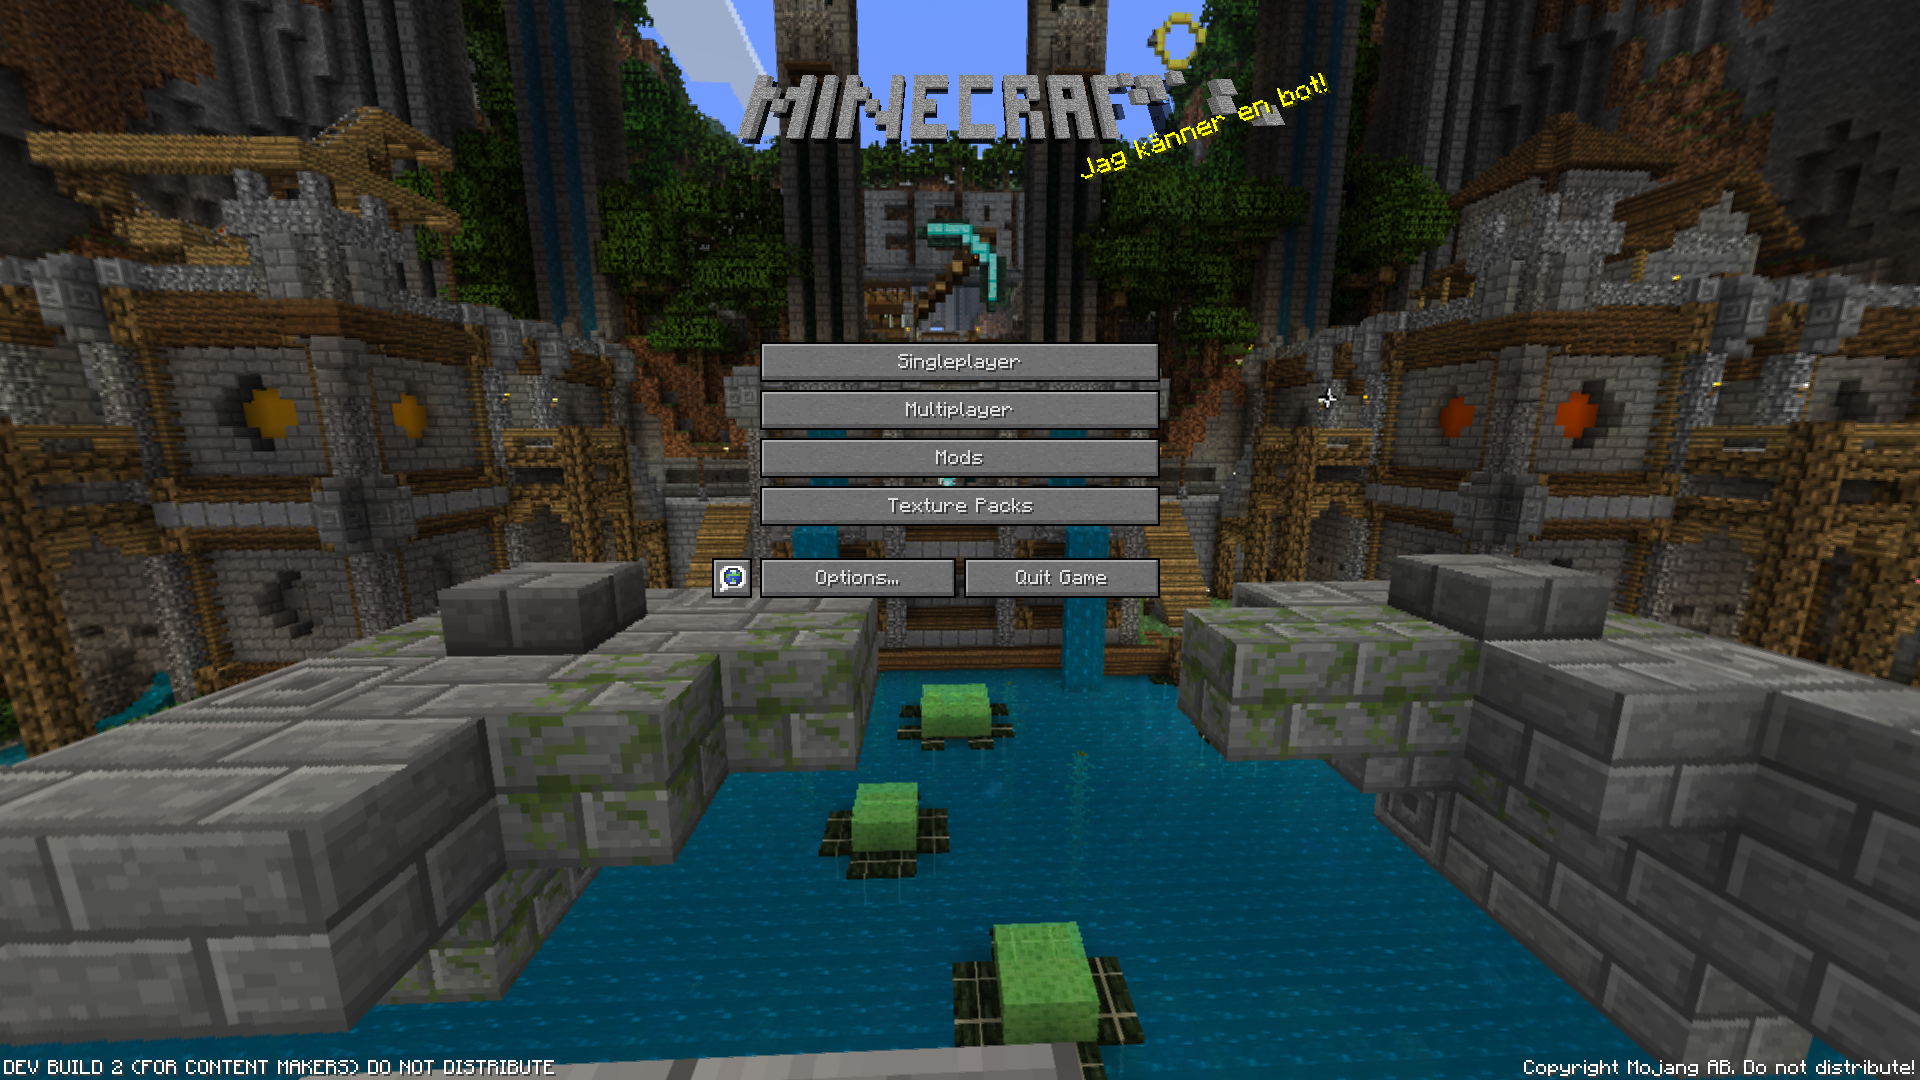 MINECRAFT
Jag känner en bot!
Singleplayer
Multiplayer
Mods
Texture Packs
Options...
Quit Game
DEV BUILD 2 (FOR CONTENT MAKERS) DO NOT DISTRIBUTE
Copyright Mojang AB. Do not distribute!